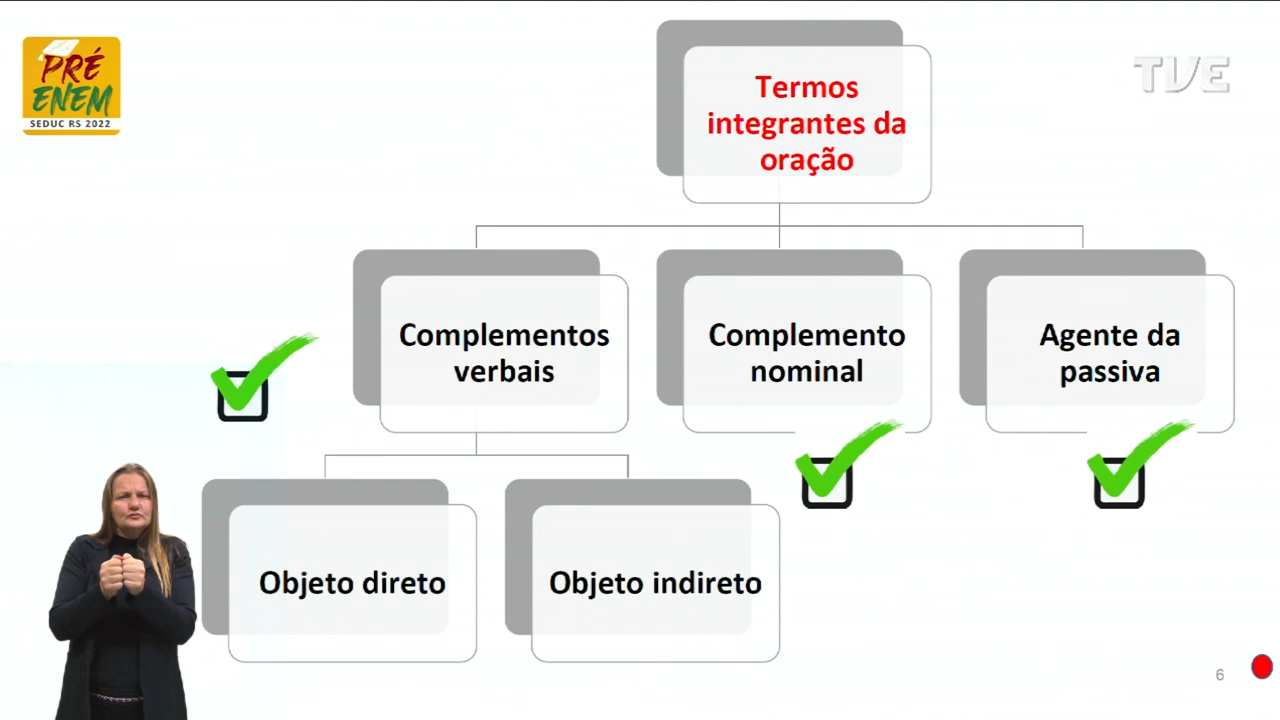 PRÉ
ENEM
SEDUC RS 2022
TVE
Termos
integrantes da
oração
Complementos
verbais
Complemento
nominal
Agente da
passiva
Objeto direto
Objeto indireto
6